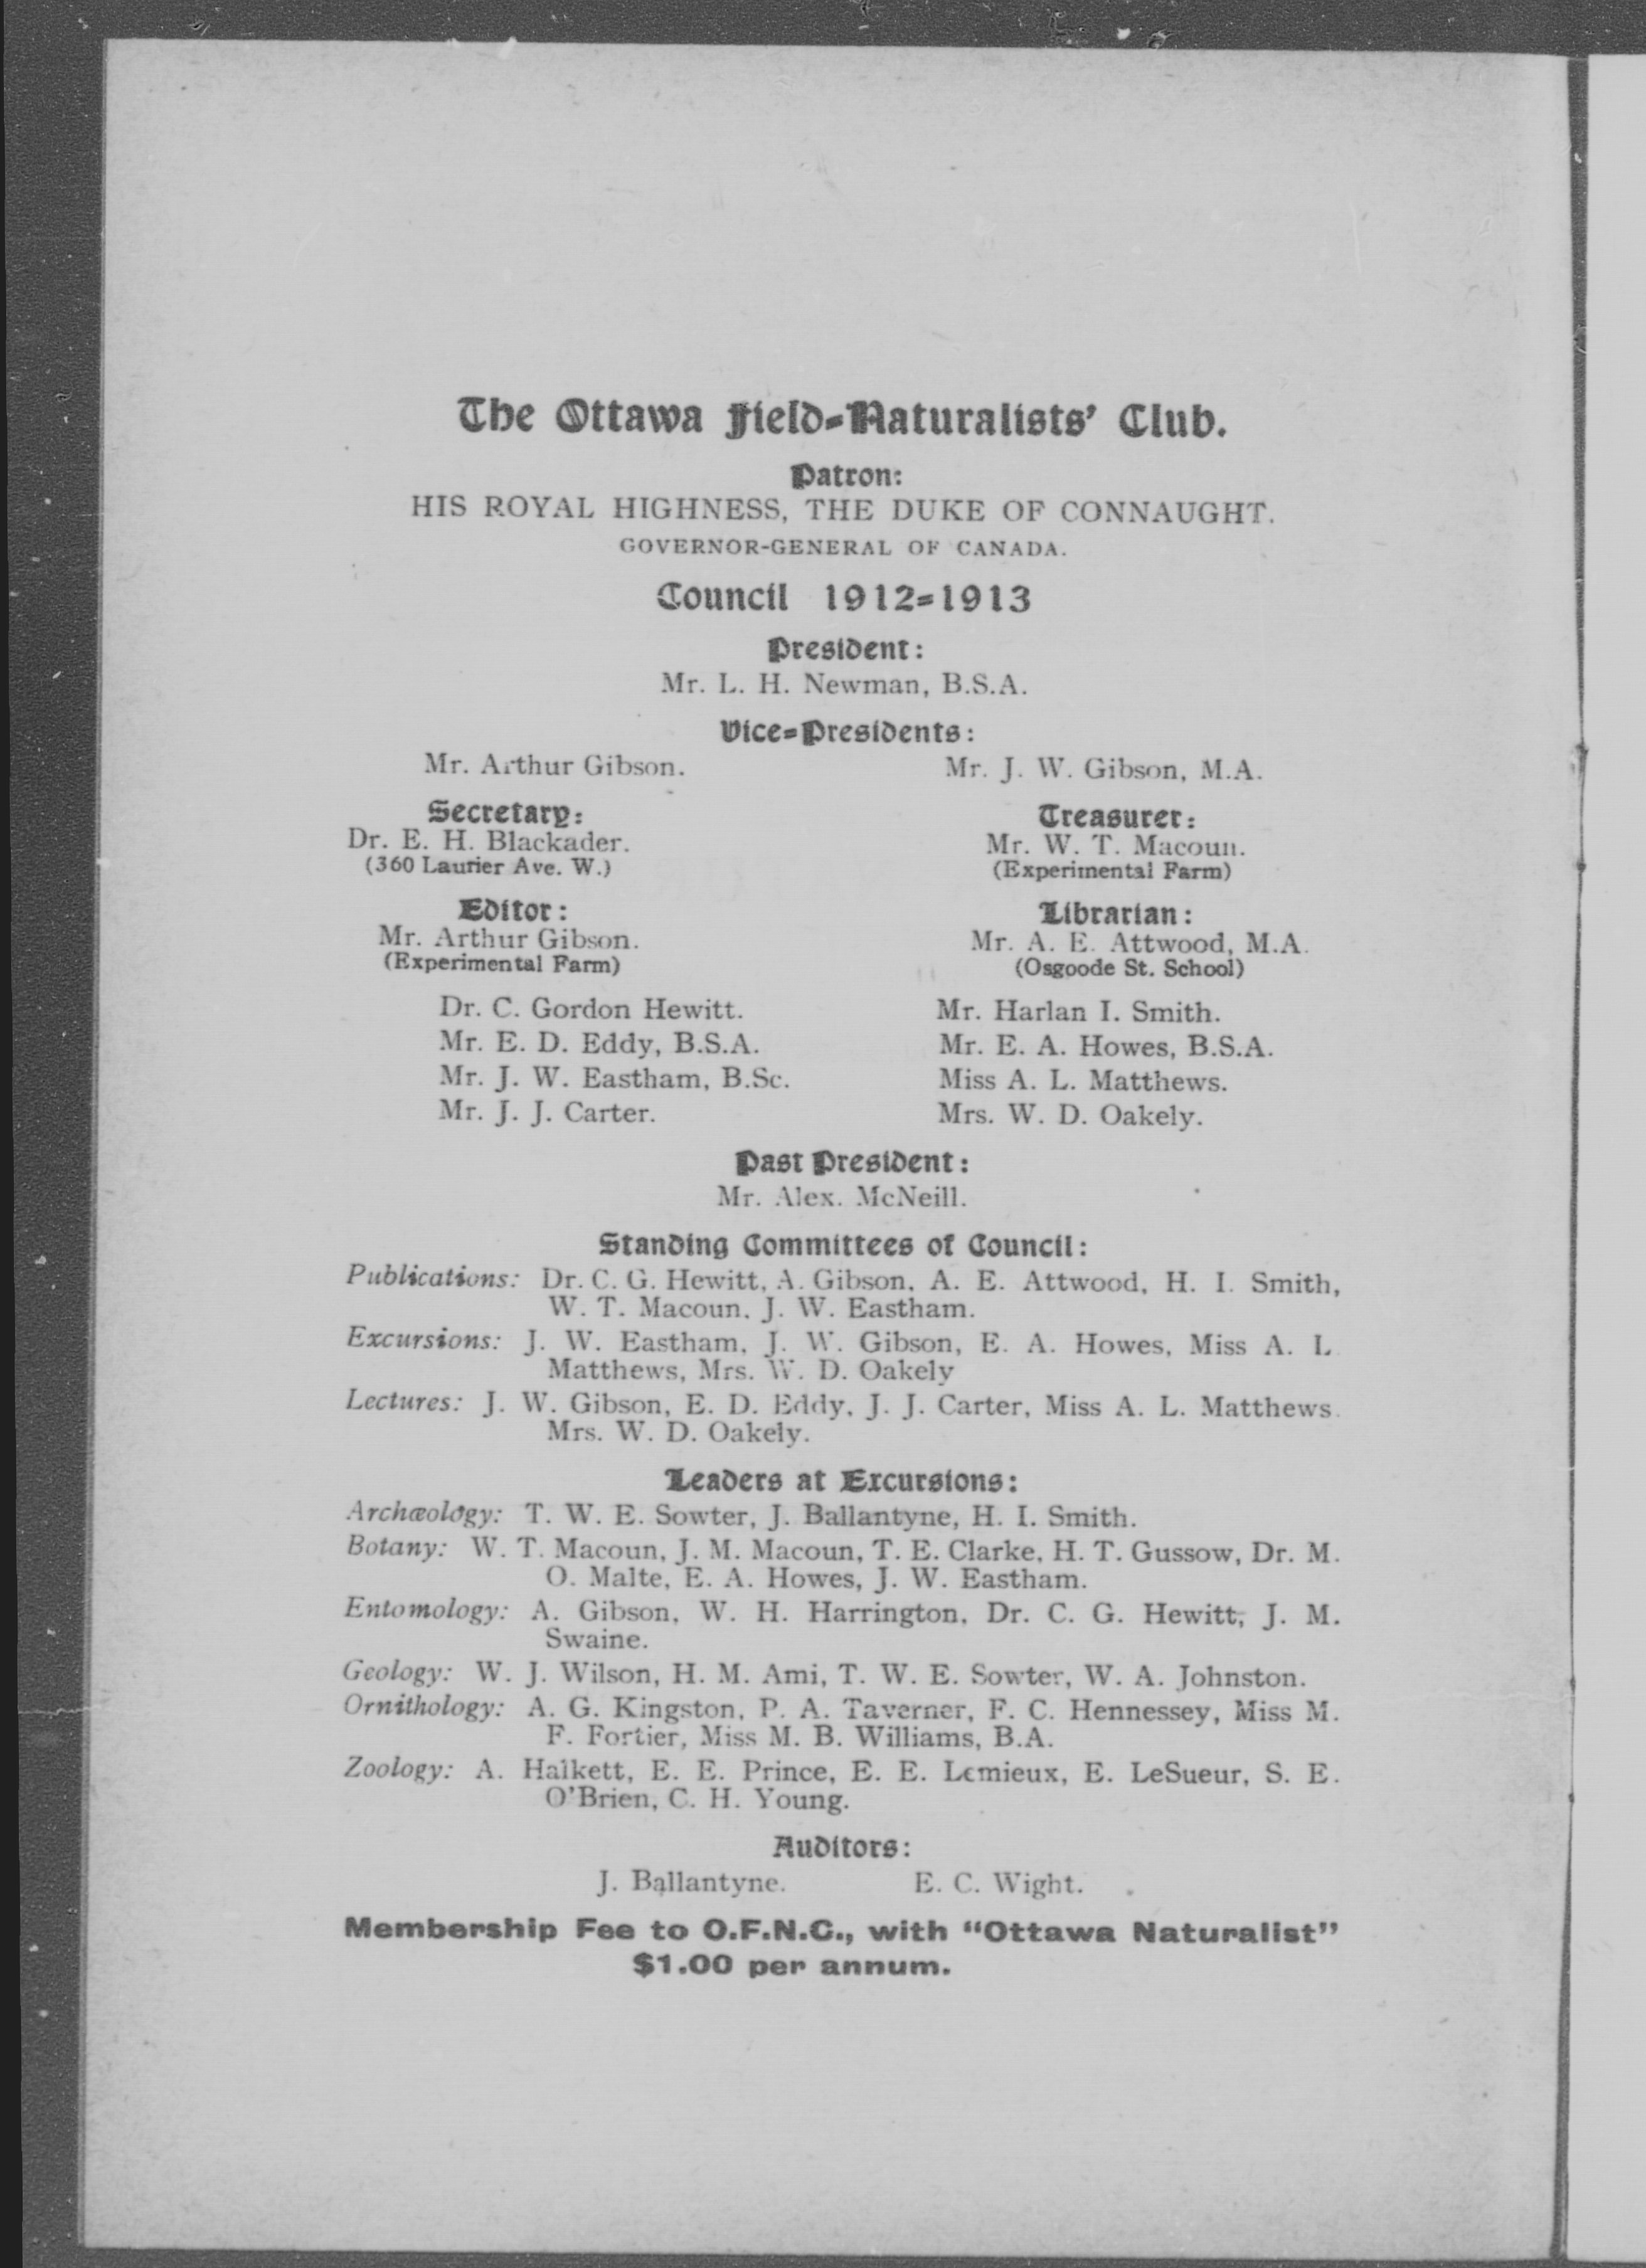 The Ottawa Field-Naturalists' Club.
Patron:
HIS ROYAL HIGHNESS, THE DUKE OF CONNAUGHT.
GOVERNOR-GENERAL OF CANADA.
Council 1912-1913
President:
Mr. L. H. Newman, B.S.A.
Vice-Presidents:
Mr. Arthur Gibson. Mr. J. W. Gibson, M.A.
Secretary: Treasurer:
Dr. E. H. Blackader. Mr. W. T. Macoun.
(360 Laurier Ave. W.) (Experimental Farm)
Editor: Librarian:
Mr. Arthur Gibson. Mr. A. E. Attwood, M.A.
(Experimental Farm) (Osgoode St. School)
Dr. C. Gordon Hewitt. Mr. Harlan I. Smith.
Mr. E. D. Eddy, B.S.A. Mr. E. A. Howes, B.S.A.
Mr. J. W. Eastham, B.Sc. Miss A. L. Matthews.
Mr. J. J. Carter. Mrs. W. D. Oakely.
Past President:
Mr. Alex. McNeill.
Standing Committees of Council:
Publications: Dr. C. G. Hewitt, A. Gibson, A. E. Attwood, H. I. Smith,
W. T. Macoun, J. W. Eastham.
Excursions: J. W. Eastham, J. W. Gibson, E. A. Howes, Miss A. L
Matthews, Mrs. W. D. Oakely
Lectures: J. W. Gibson, E. D. Eddy, J. J. Carter, Miss A. L. Matthews.
Mrs. W. D. Oakely.
Leaders at Excursions:
Archæology: T. W. E. Sowter, J. Ballantyne, H. I. Smith.
Botany: W. T. Macoun, J. M. Macoun, T. E. Clarke, H. T. Gussow, Dr. M.
O. Malte, E. A. Howes, J. W. Eastham.
Entomology: A. Gibson, W. H. Harrington, Dr. C. G. Hewitt, J. M.
Swaine.
Geology: W. J. Wilson, H. M. Ami, T. W. E. Sowter, W. A. Johnston.
Ornithology: A. G. Kingston, P. A. Taverner, F. C. Hennessey, Miss M.
F. Fortier, Miss M. B. Williams, B.A.
Zoology: A. Halkett, E. E. Prince, E. E. Lemieux, E. LeSueur, S. E.
O'Brien, C. H. Young.
Auditors:
J. Ballantyne. E. C. Wight.
Membership Fee to O.F.N.C., with "Ottawa Naturalist"
$1.00 per annum.